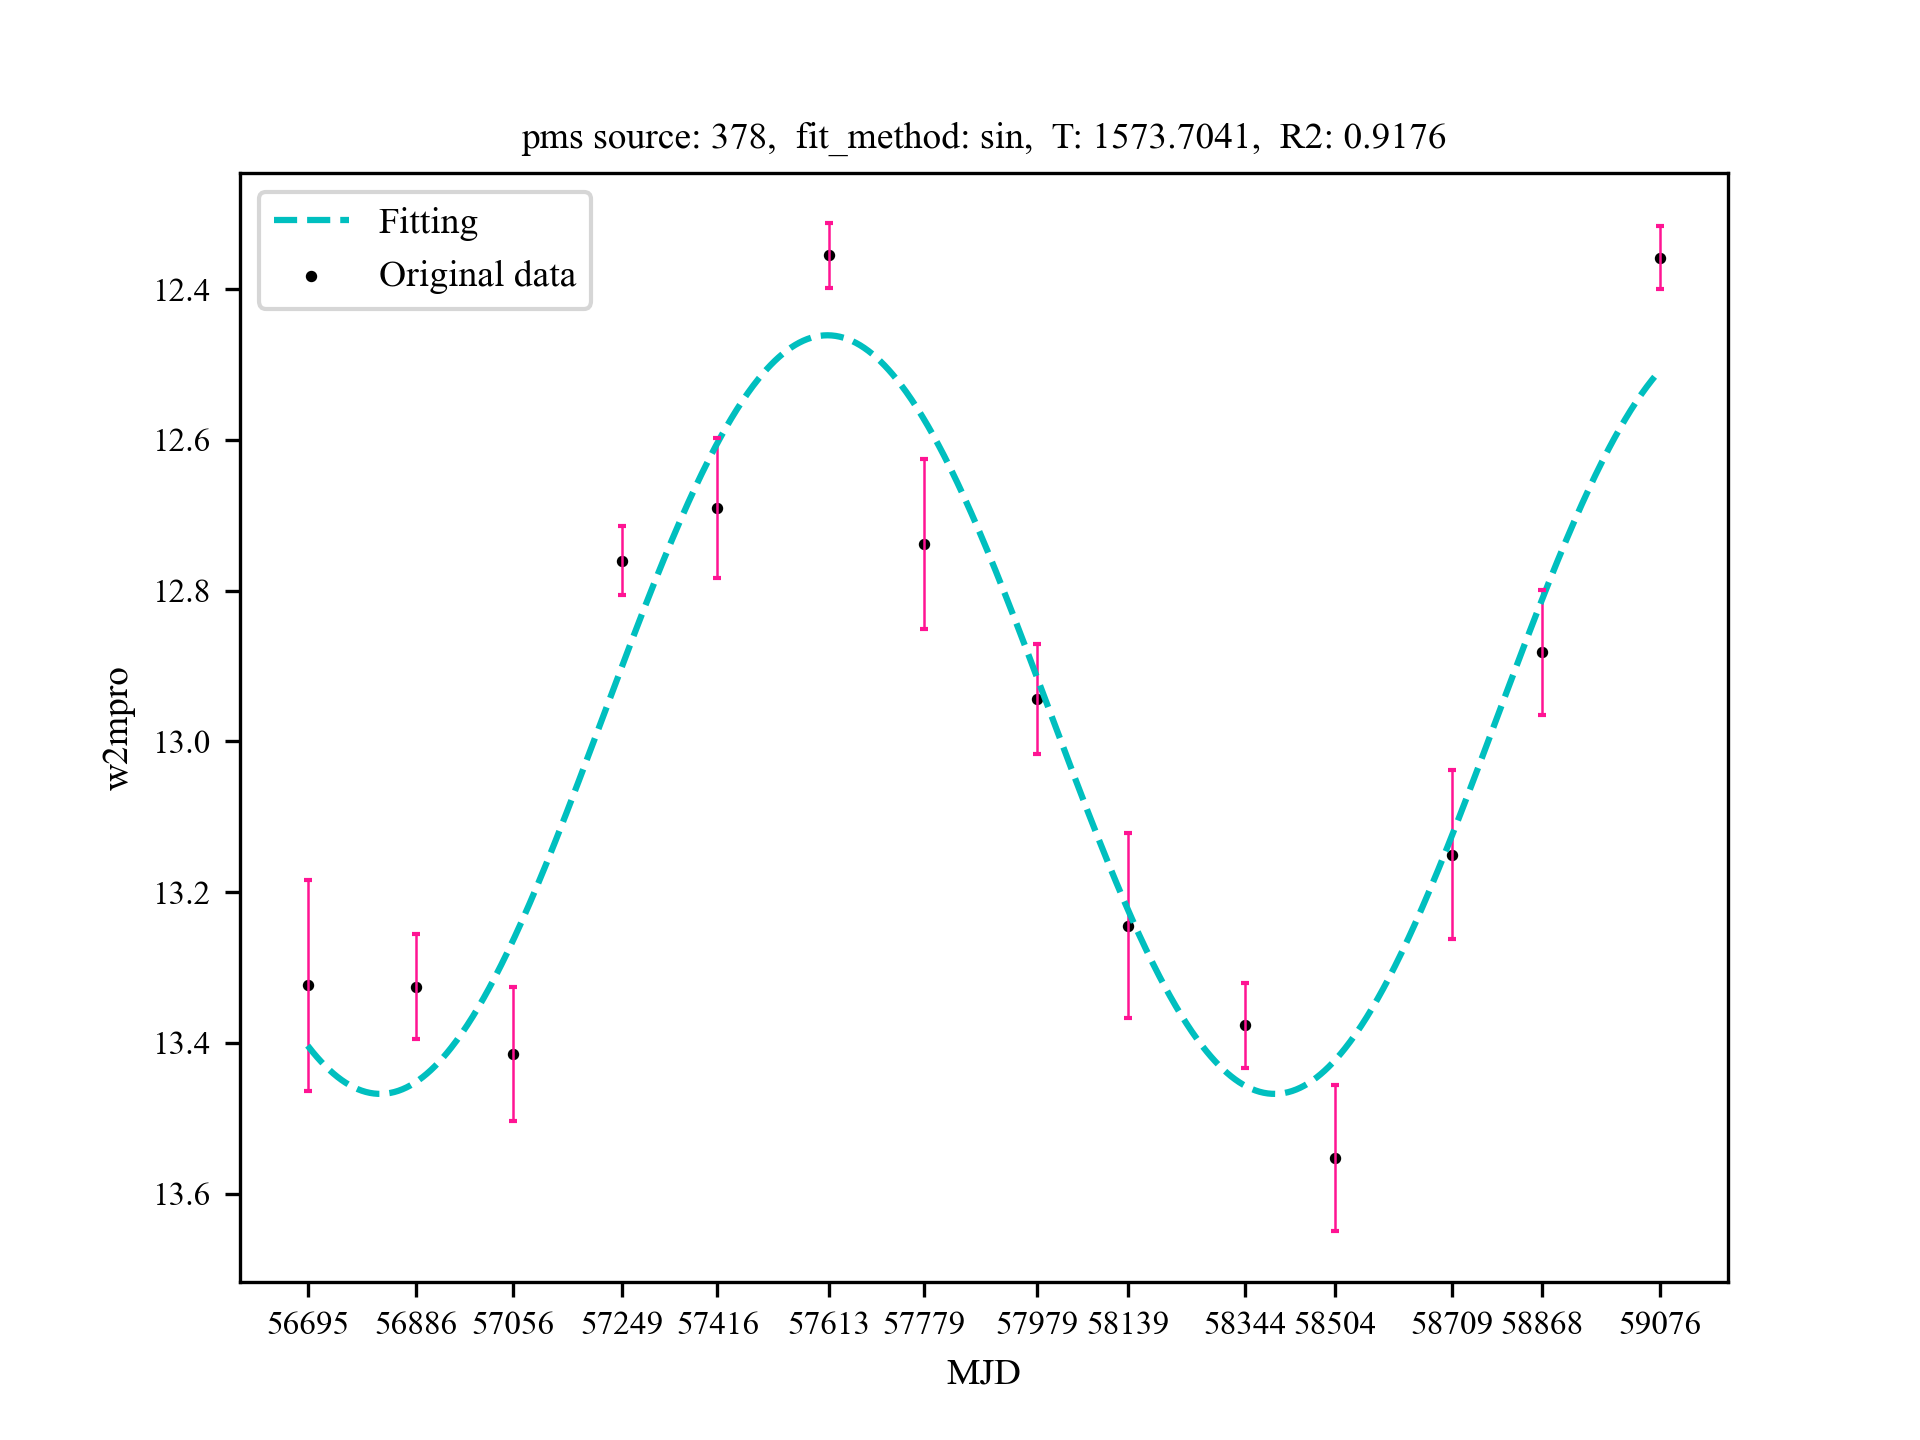 pms source: 378,  fit_method: sin,  T: 1573.7041,  R2: 0.9176
Fitting
Original data
12.4
12.6
12.8
13.0
13.2
13.4
13.6
w2mpro
56695 56886 57056 57249 57416 57613 57779 57979 58139 58344 58504 58709 58868 59076
MJD